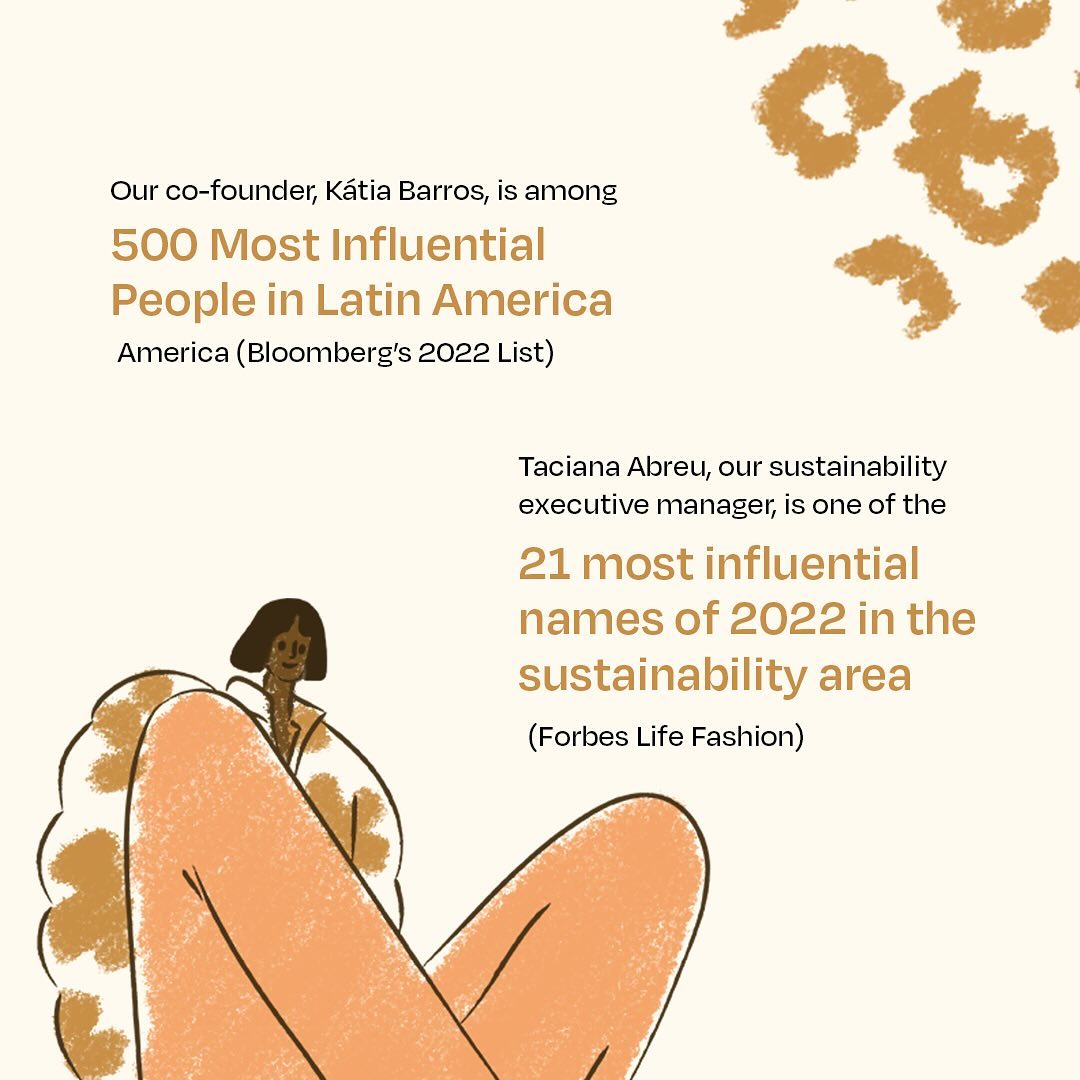 Our co-founder, Kátia Barros, is among
500 Most Influential
People in Latin America
America (Bloomberg's 2022 List)
Taciana Abreu, our sustainability
executive manager, is one of the
21 most influential
names of 2022 in the
sustainability area
(Forbes Life Fashion)